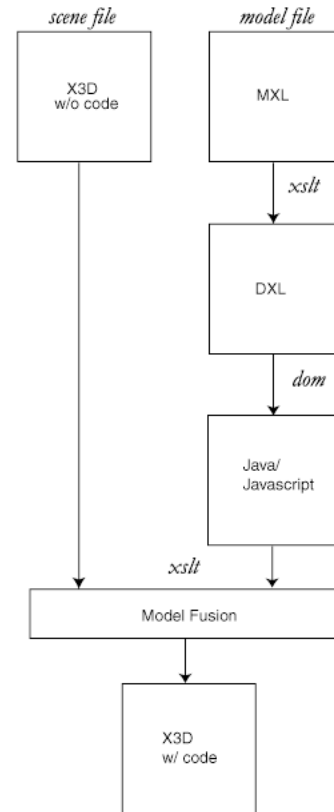 scene file
model file
X3D
w/o code
MXL
xslt
DXL
dom
Java/
Javascript
xslt
Model Fusion
X3D
w/ code